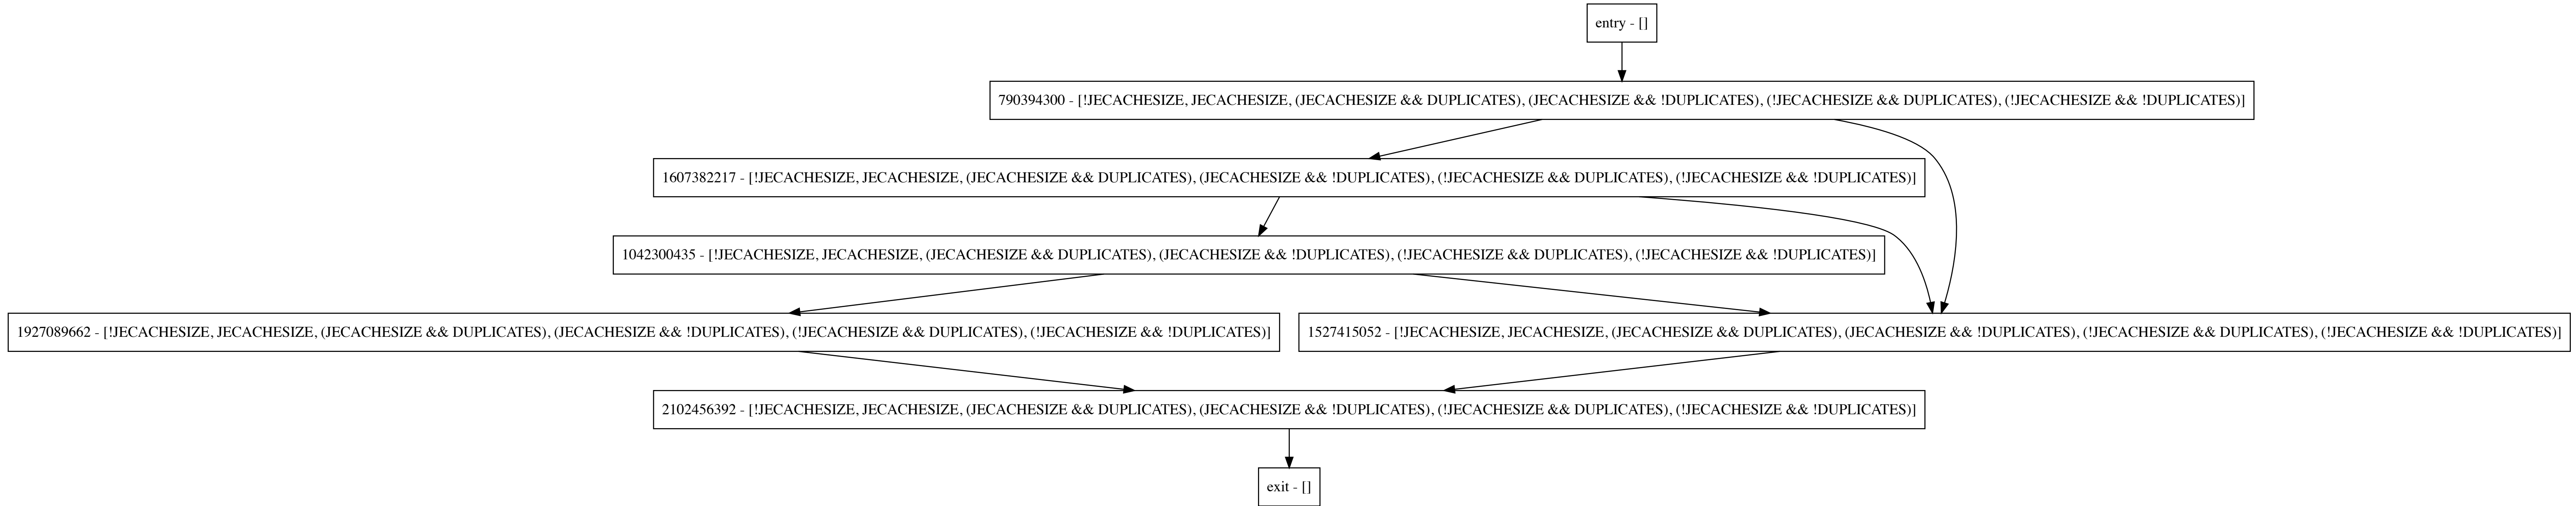 entry - []
790394300 - [!JECACHESIZE, JECACHESIZE, (JECACHESIZE && DUPLICATES), (JECACHESIZE && !DUPLICATES), (!JECACHESIZE && DUPLICATES), (!JECACHESIZE && !DUPLICATES)]
1607382217 - [!JECACHESIZE, JECACHESIZE, (JECACHESIZE && DUPLICATES), (JECACHESIZE && !DUPLICATES), (!JECACHESIZE && DUPLICATES), (!JECACHESIZE && !DUPLICATES)]
1042300435 - [!JECACHESIZE, JECACHESIZE, (JECACHESIZE && DUPLICATES), (JECACHESIZE && !DUPLICATES), (!JECACHESIZE && DUPLICATES), (!JECACHESIZE && !DUPLICATES)]
1927089662 - [!JECACHESIZE, JECACHESIZE, (JECACHESIZE && DUPLICATES), (JECACHESIZE && !DUPLICATES), (!JECACHESIZE && DUPLICATES), (!JECACHESIZE && !DUPLICATES)]
1527415052 - [!JECACHESIZE, JECACHESIZE, (JECACHESIZE && DUPLICATES), (JECACHESIZE && !DUPLICATES), (!JECACHESIZE && DUPLICATES), (!JECACHESIZE && !DUPLICATES)]
2102456392 - [!JECACHESIZE, JECACHESIZE, (JECACHESIZE && DUPLICATES), (JECACHESIZE && !DUPLICATES), (!JECACHESIZE && DUPLICATES), (!JECACHESIZE && !DUPLICATES)]
exit - []